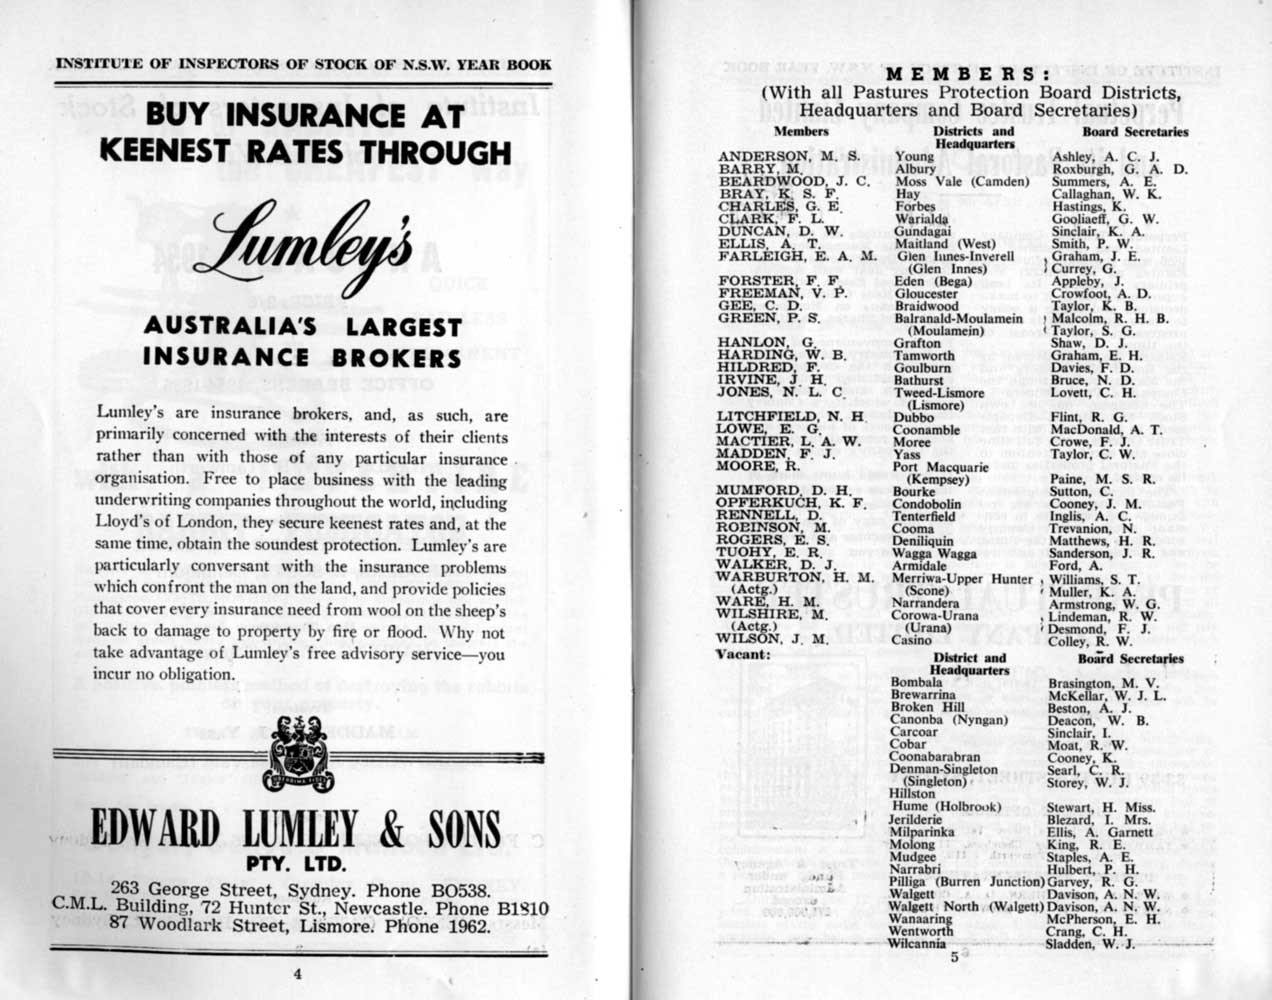 INSTITUTE OF INSPECTORS OF STOCK OF N.S.W. YEAR BOOK
BUY INSURANCE AT
KEENEST RATES THROUGH
Lumley's
AUSTRALIA'S LARGEST
INSURANCE BROKERS
Lumley's are insurance brokers, and, as such, are
primarily concerned with the interests of their clients
rather than with those of any particular insurance
organisation. Free to place business with the leading
underwriting companies throughout the world, including
Lloyd's of London, they secure keenest rates and, at the
same time, obtain the soundest protection. Lumley's are
particularly conversant with the insurance problems
which confront the man on the land, and provide policies
that cover every insurance need from wool on the sheep's
back to damage to property by fire or flood. Why not
take advantage of Lumley's free advisory service—you
incur no obligation.
EDWARD LUMLEY & SONS
PTY. LTD.
263 George Street, Sydney. Phone BO538.
C.M.L. Building, 72 Hunter St., Newcastle. Phone B1810
87 Woodlark Street, Lismore. Phone 1962.
4
MEMBERS:
(With all Pastures Protection Board Districts,
Headquarters and Board Secretaries)
Members Districts and Board Secretaries
Headquarters
ANDERSON, M. S. Young Ashley, A. C. J.
BARRY, M. Albury Roxburgh, G. A. D.
BEARDWOOD, J. C. Moss Vale (Camden) Summers, A. E.
BRAY, K. S. F. Hay Callaghan, W. K.
CHARLES, G. E. Forbes Hastings, K.
CLARK, F. L. Warialda Gooliaeff, G. W.
DUNCAN, D. W. Gundagai Sinclair, K. A.
ELLIS, A. T. Maitland (West) Smith, P. W.
FARLEIGH, E. A. M. Glen Innes-Inverell Graham, J. E.
(Glen Innes) Currey, G.
FORSTER, F. F. Eden (Bega) Appleby, J.
FREEMAN, V. P. Gloucester Crowfoot, A. D.
GEE, C. D. Braidwood Taylor, K. B.
GREEN, P. S. Balranald-Moulamein Malcolm, R. H. B.
(Moulamein) Taylor, S. G.
HANLON, G. Grafton Shaw, D. J.
HARDING, W. B. Tamworth Graham, E. H.
HILDRED, F. Goulburn Davies, F. D.
IRVINE, J. H. Bathurst Bruce, N. D.
JONES, N. L. C. Tweed-Lismore Lovett, C. H.
(Lismore)
LITCHFIELD, N. H. Dubbo Flint, R. G.
LOWE, E. G. Coonamble MacDonald, A. T.
MACTIER, L. A. W. Moree Crowe, F. J.
MADDEN, F. J. Yass Taylor, C. W.
MOORE, R. Port Macquarie
(Kempsey) Paine, M. S. R.
MUMFORD, D. H. Bourke Sutton, C.
OPFERKUCH, K. F. Condobolin Cooney, J. M.
RENNELL, D. Tenterfield Inglis, A. C.
ROBINSON, M. Cooma Trevanion, N.
ROGERS, E. S. Deniliquin Matthews, H. R.
TUOHY, E. R. Wagga Wagga Sanderson, J. R.
WALKER, D. J. Armidale Ford, A.
WARBURTON, H. M. Merriwa-Upper Hunter Williams, S. T.
(Actg.) (Scone) Muller, K. A.
WARE, H. M. Narrandera Armstrong, W. G.
WILSHIRE, M. Corowa-Urana Lindeman, R. W.
(Actg.) (Urana) Desmond, F. J.
WILSON, J. M. Casino Colley, R. W.
Vacant: District and Board Secretaries
Headquarters
Bombala Brasington, M. V.
Brewarrina McKellar, W. J. L.
Broken Hill Beston, A. J.
Canonba (Nyngan) Deacon, W. B.
Carcoar Sinclair, I.
Cobar Moat, R. W.
Coonabarabran Cooney, K.
Denman-Singleton Searl, C. R.
(Singleton) Storey, W. J.
Hillston
Hume (Holbrook) Stewart, H. Miss.
Jerilderie Blezard, I. Mrs.
Milparinka Ellis, A. Garnett
Molong King, R. E.
Mudgee Staples, A. E.
Narrabri Hulbert, P. H.
Pilliga (Burren Junction) Garvey, R. G.
Walgett Davison, A. N. W.
Walgett North (Walgett) Davison, A. N. W.
Wanaaring McPherson, E. H.
Wentworth Crang, C. H.
Wilcannia Sladden, W. J.
5